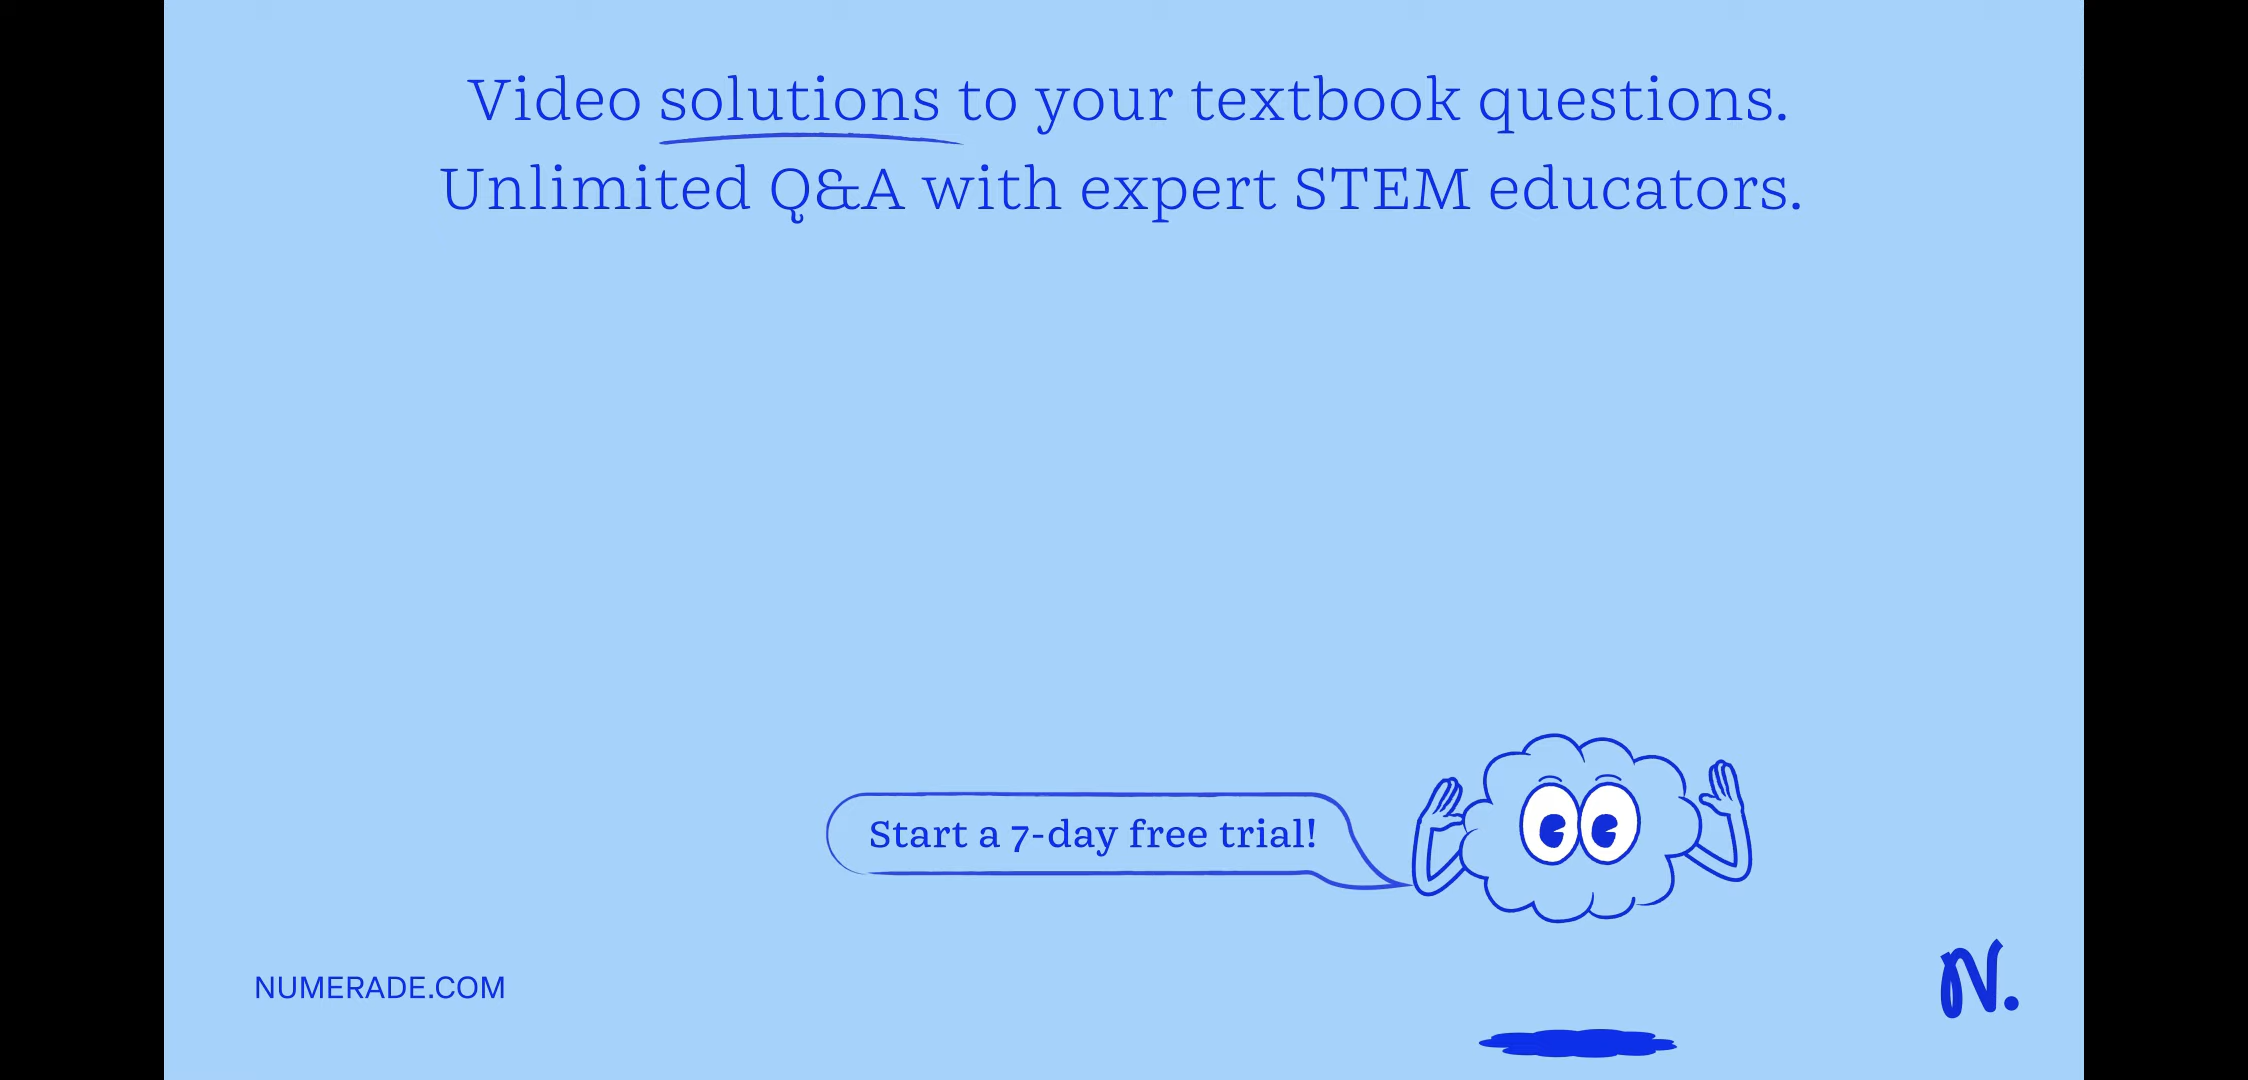 Video solutions to your textbook questions.
Unlimited Q&A with expert STEM educators.
Start a 7-day free trial!
NUMERADE.COM
N.